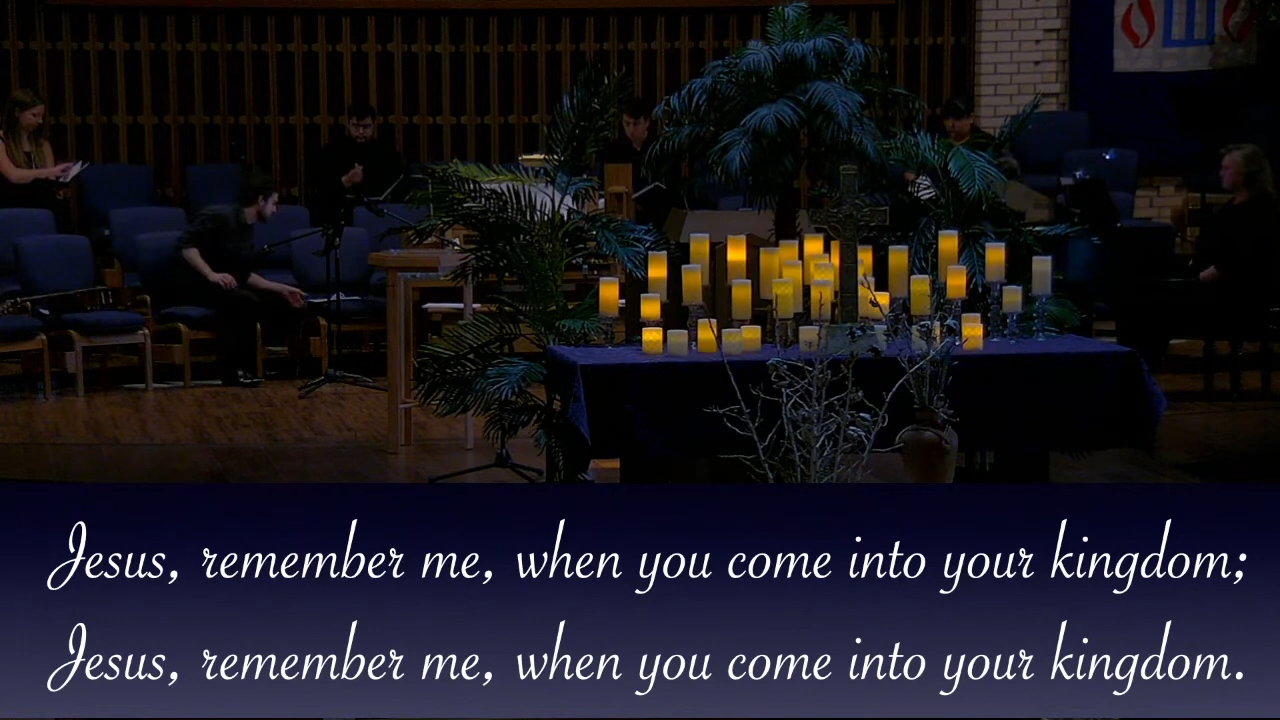 Jesus, remember me, when you come into your kingdom;
Jesus, remember me, when you come into your kingdom.